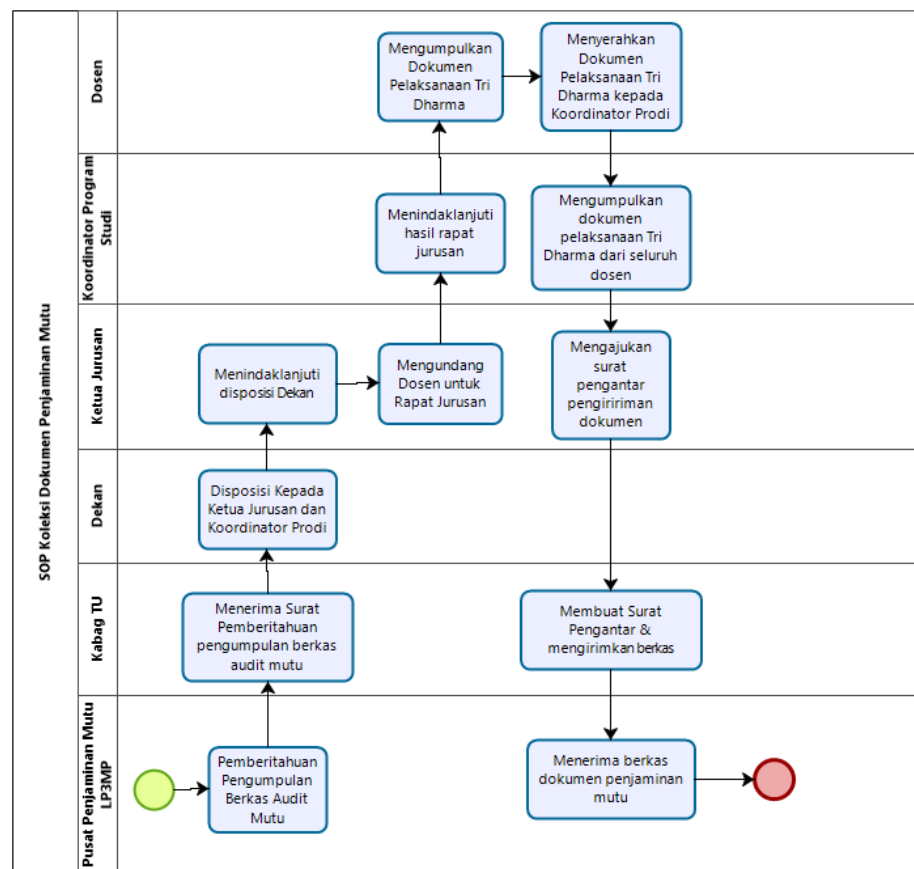 SOP Koleksi Dokumen Penjaminan Mutu
Dosen
Mengumpulkan
Dokumen
Pelaksanaan Tri
Dharma
Menyerahkan
Dokumen
Pelaksanaan Tri
Dharma kepada
Koordinator Prodi
Koordinator Program
Studi
Menindaklanjuti
hasil rapat
jurusan
Mengumpulkan
dokumen
pelaksanaan Tri
Dharma dari seluruh
dosen
Ketua Jurusan
Menindaklanjuti
disposisi Dekan
Mengundang
Dosen untuk
Rapat Jurusan
Mengajukan
surat
pengantar
pengiririman
dokumen
Dekan
Disposisi Kepada
Ketua Jurusan dan
Koordinator Prodi
Kabag TU
Menerima Surat
Pemberitahuan
pengumpulan berkas
audit mutu
Membuat Surat
Pengantar &
mengirimkan berkas
Pusat Penjaminan Mutu
LP3MP
Pemberitahuan
Pengumpulan
Berkas Audit
Mutu
Menerima berkas
dokumen penjaminan
mutu